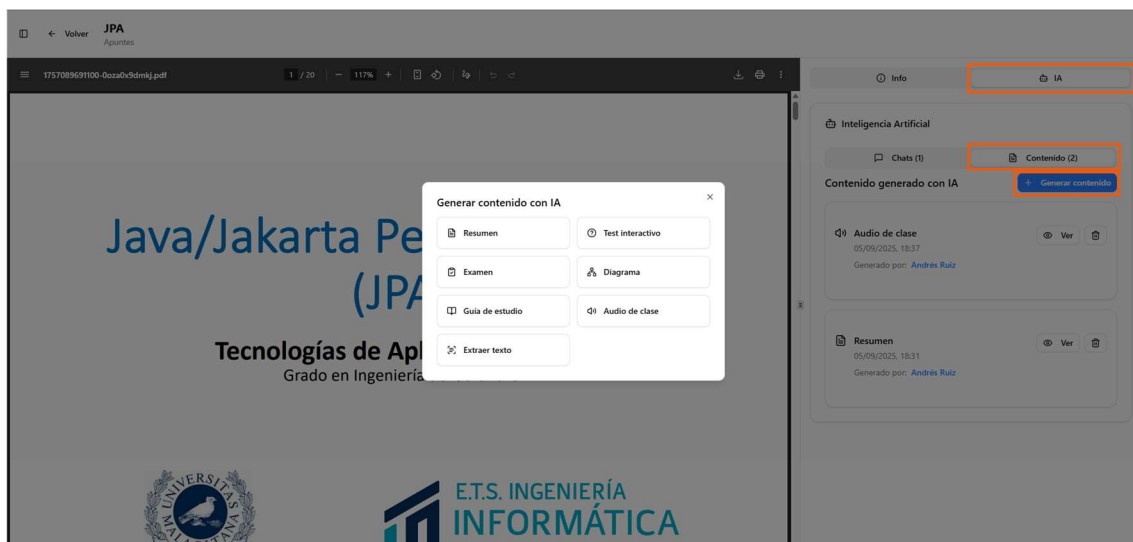 ← Volver JPA
Apuntes
1757089691100-0oza0x9dmkj.pdf 1 / 20 − 117% +
Info IA
Inteligencia Artificial
Chats (1) Contenido (2)
Contenido generado con IA + Generar contenido
Audio de clase Ver
05/09/2025, 18:37
Generado por: Andrés Ruiz
Resumen Ver
05/09/2025, 18:31
Generado por: Andrés Ruiz
Generar contenido con IA ×
Resumen Test interactivo
Examen Diagrama
Guía de estudio Audio de clase
Extraer texto
Java/Jakarta Pe
(JPA
Tecnologías de Apl
Grado en Ingeniería
E.T.S. INGENIERÍA
INFORMÁTICA